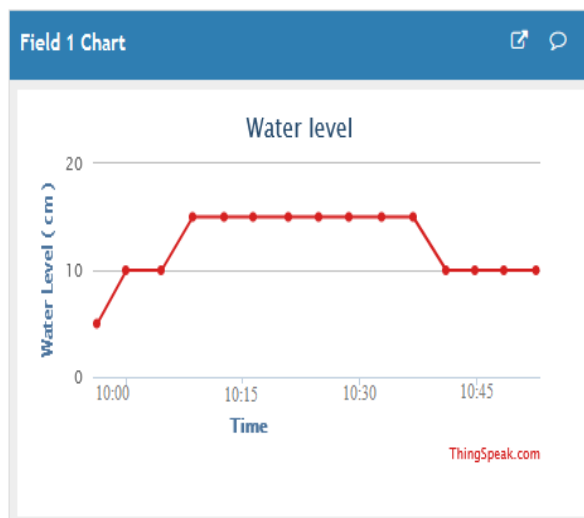 Field 1 Chart
Water level
20
10
0
Water Level ( cm )
10:00 10:15 10:30 10:45
Time
ThingSpeak.com